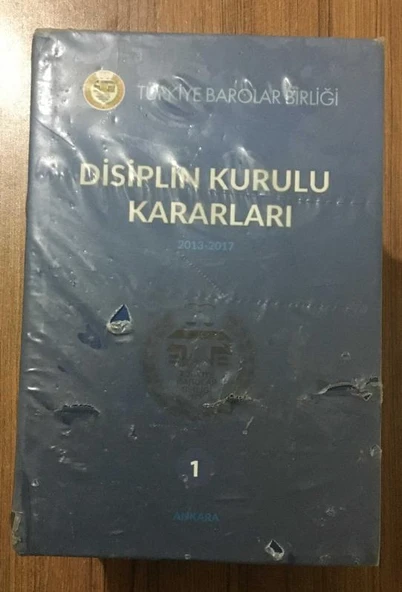 TÜRKİYE BAROLAR BİRLİĞİ
DİSİPLİN KURULU
KARARLARI
2013-2017
1
ANKARA